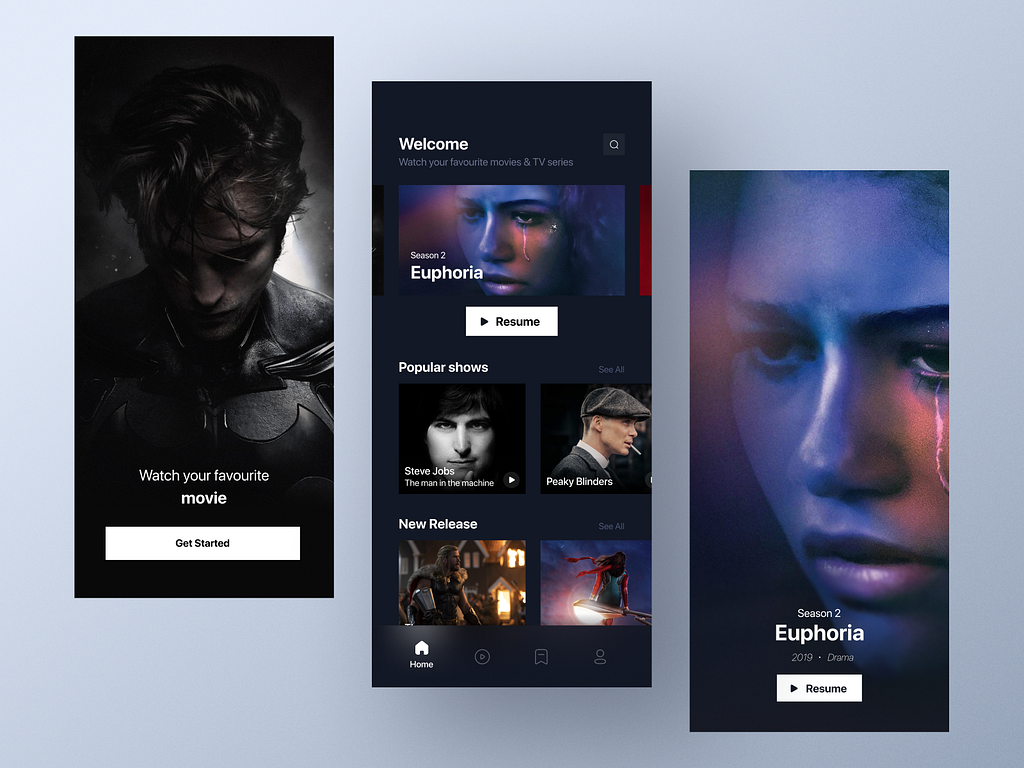 Watch your favourite
movie
Get Started
Welcome
Watch your favourite movies & TV series
Season 2
Euphoria
Resume
Popular shows
See All
Steve Jobs
The man in the machine
Peaky Blinders
New Release
See All
Home
Season 2
Euphoria
2019 · Drama
Resume